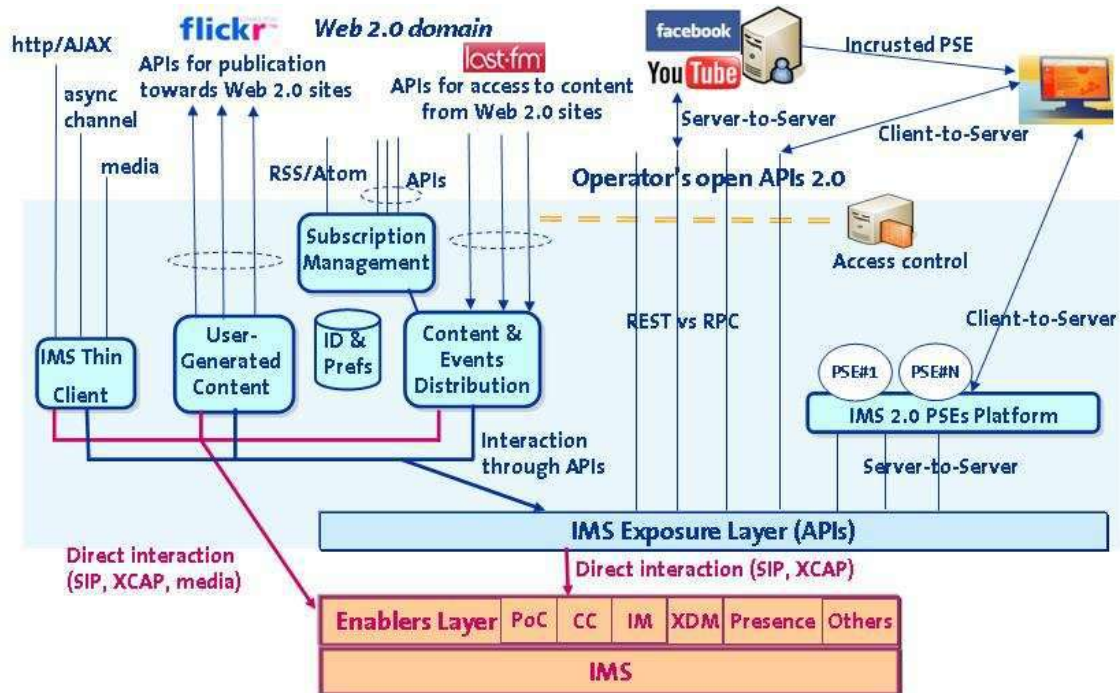 flickr
Web 2.0 domain
facebook
YouTube
Incrusted PSE
http/AJAX
APIs for publication
towards Web 2.0 sites
last·fm
APIs for access to content
from Web 2.0 sites
async
channel
Server-to-Server
Client-to-Server
media
RSS/Atom
APIs
Operator's open APIs 2.0
Subscription
Management
Access control
REST vs RPC
Client-to-Server
IMS Thin
Client
User-
Generated
Content
ID &
Prefs
Content &
Events
Distribution
PSE#1
PSE#N
IMS 2.0 PSEs Platform
Interaction
through APIs
Server-to-Server
IMS Exposure Layer (APIs)
Direct interaction
(SIP, XCAP, media)
Direct interaction (SIP, XCAP)
Enablers Layer
PoC
CC
IM
XDM
Presence
Others
IMS